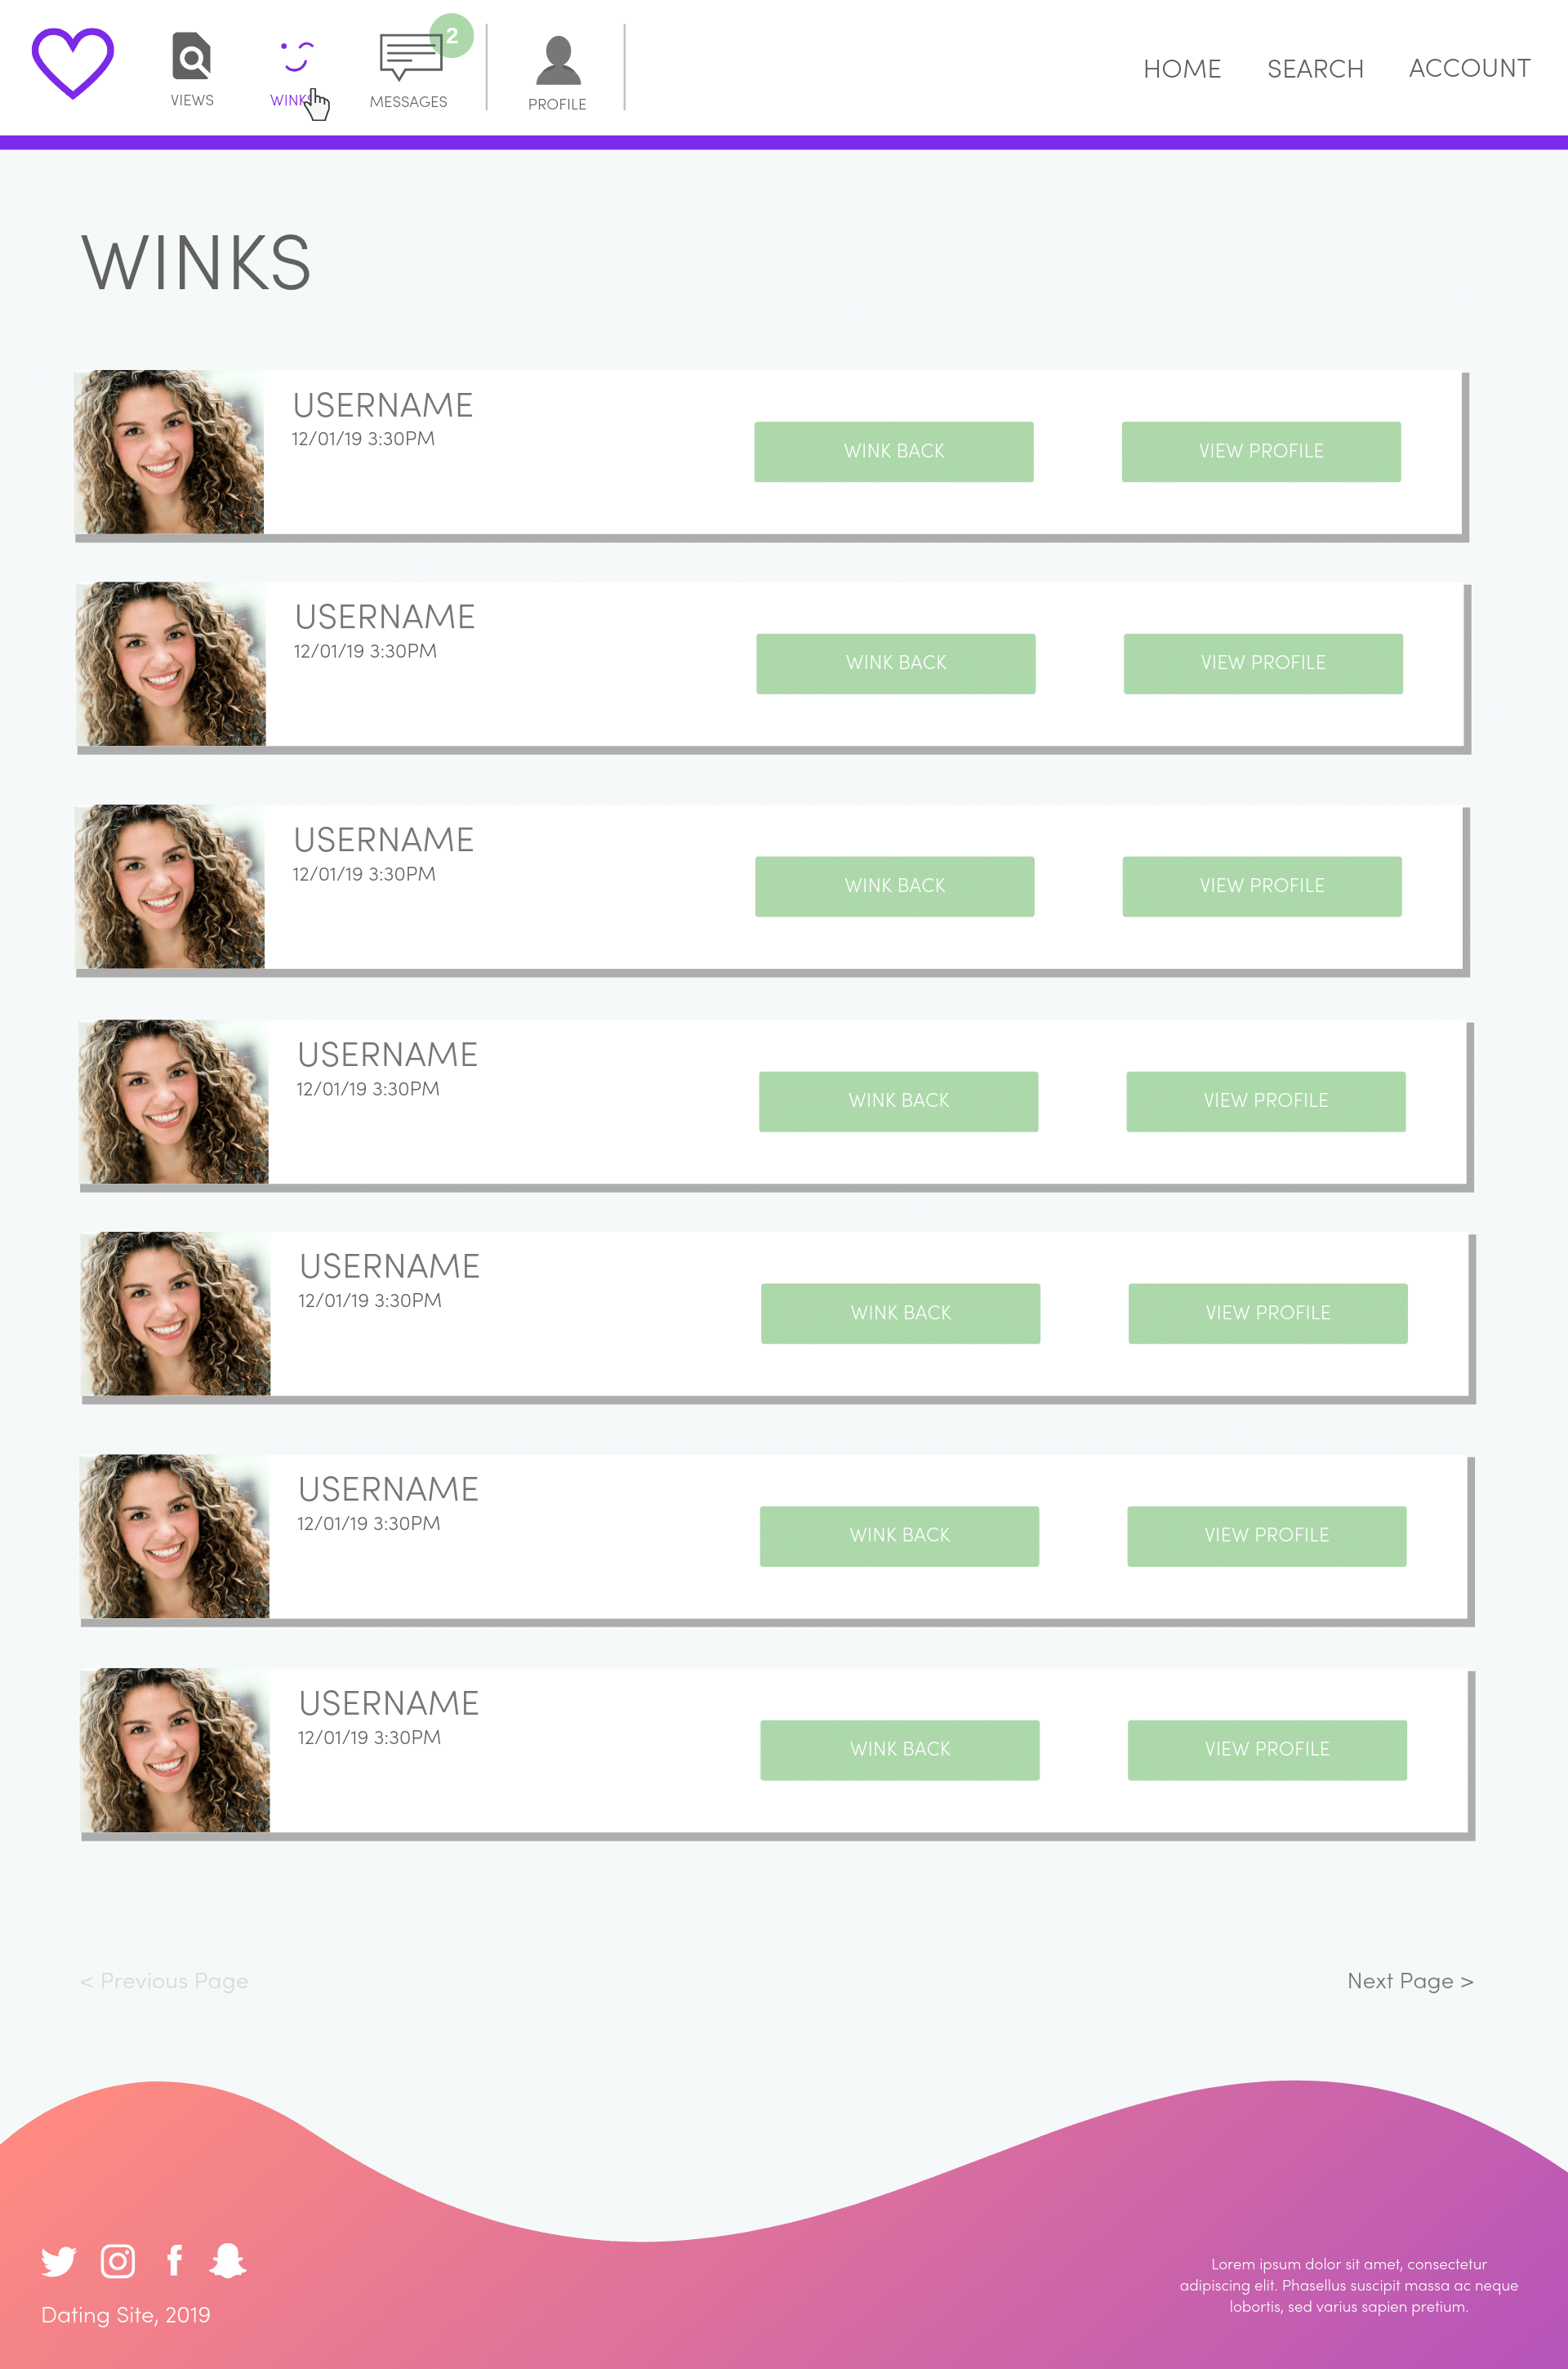 2
VIEWS
WINKS
MESSAGES
PROFILE
HOME
SEARCH
ACCOUNT
WINKS
USERNAME
12/01/19 3:30PM
WINK BACK
VIEW PROFILE
USERNAME
12/01/19 3:30PM
WINK BACK
VIEW PROFILE
USERNAME
12/01/19 3:30PM
WINK BACK
VIEW PROFILE
USERNAME
12/01/19 3:30PM
WINK BACK
VIEW PROFILE
USERNAME
12/01/19 3:30PM
WINK BACK
VIEW PROFILE
USERNAME
12/01/19 3:30PM
WINK BACK
VIEW PROFILE
USERNAME
12/01/19 3:30PM
WINK BACK
VIEW PROFILE
< Previous Page
Next Page >
Dating Site, 2019
Lorem ipsum dolor sit amet, consectetur
adipiscing elit. Phasellus suscipit massa ac neque
lobortis, sed varius sapien pretium.